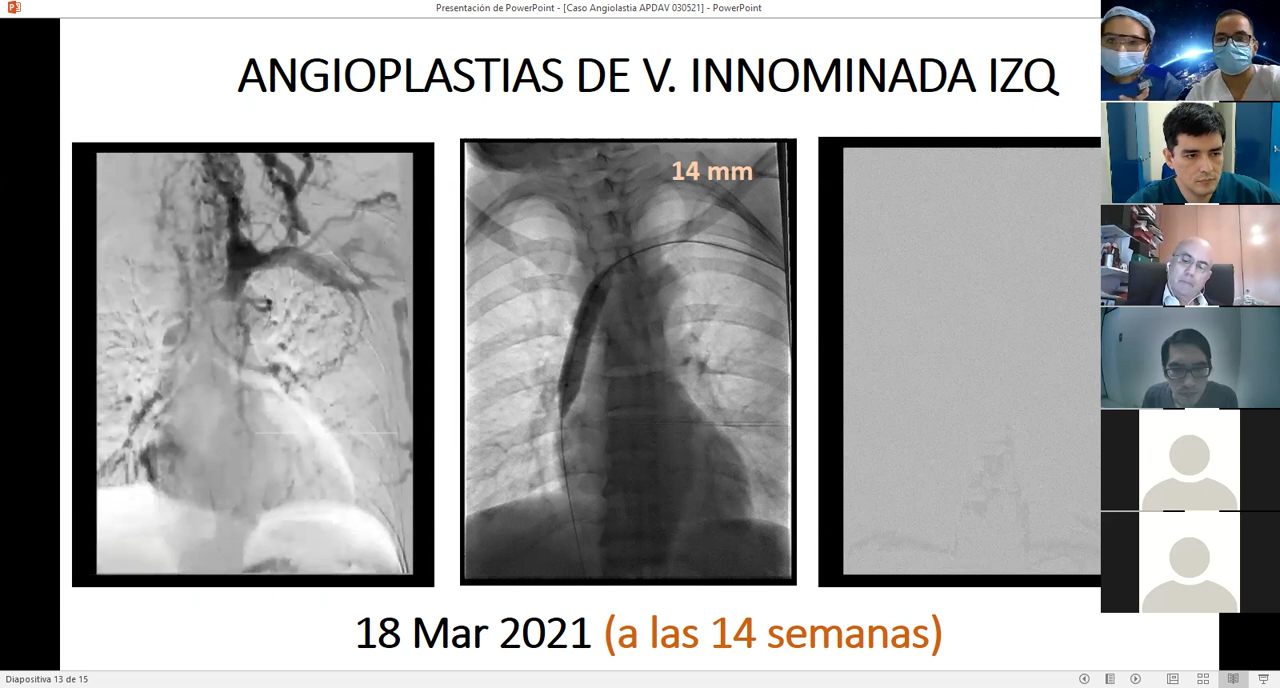 Presentación de PowerPoint - [Caso Angiolastia APDAV 030521] - PowerPoint
ANGIOPLASTIAS DE V. INNOMINADA IZQ
14 mm
18 Mar 2021 (a las 14 semanas)
Diapositiva 13 de 15